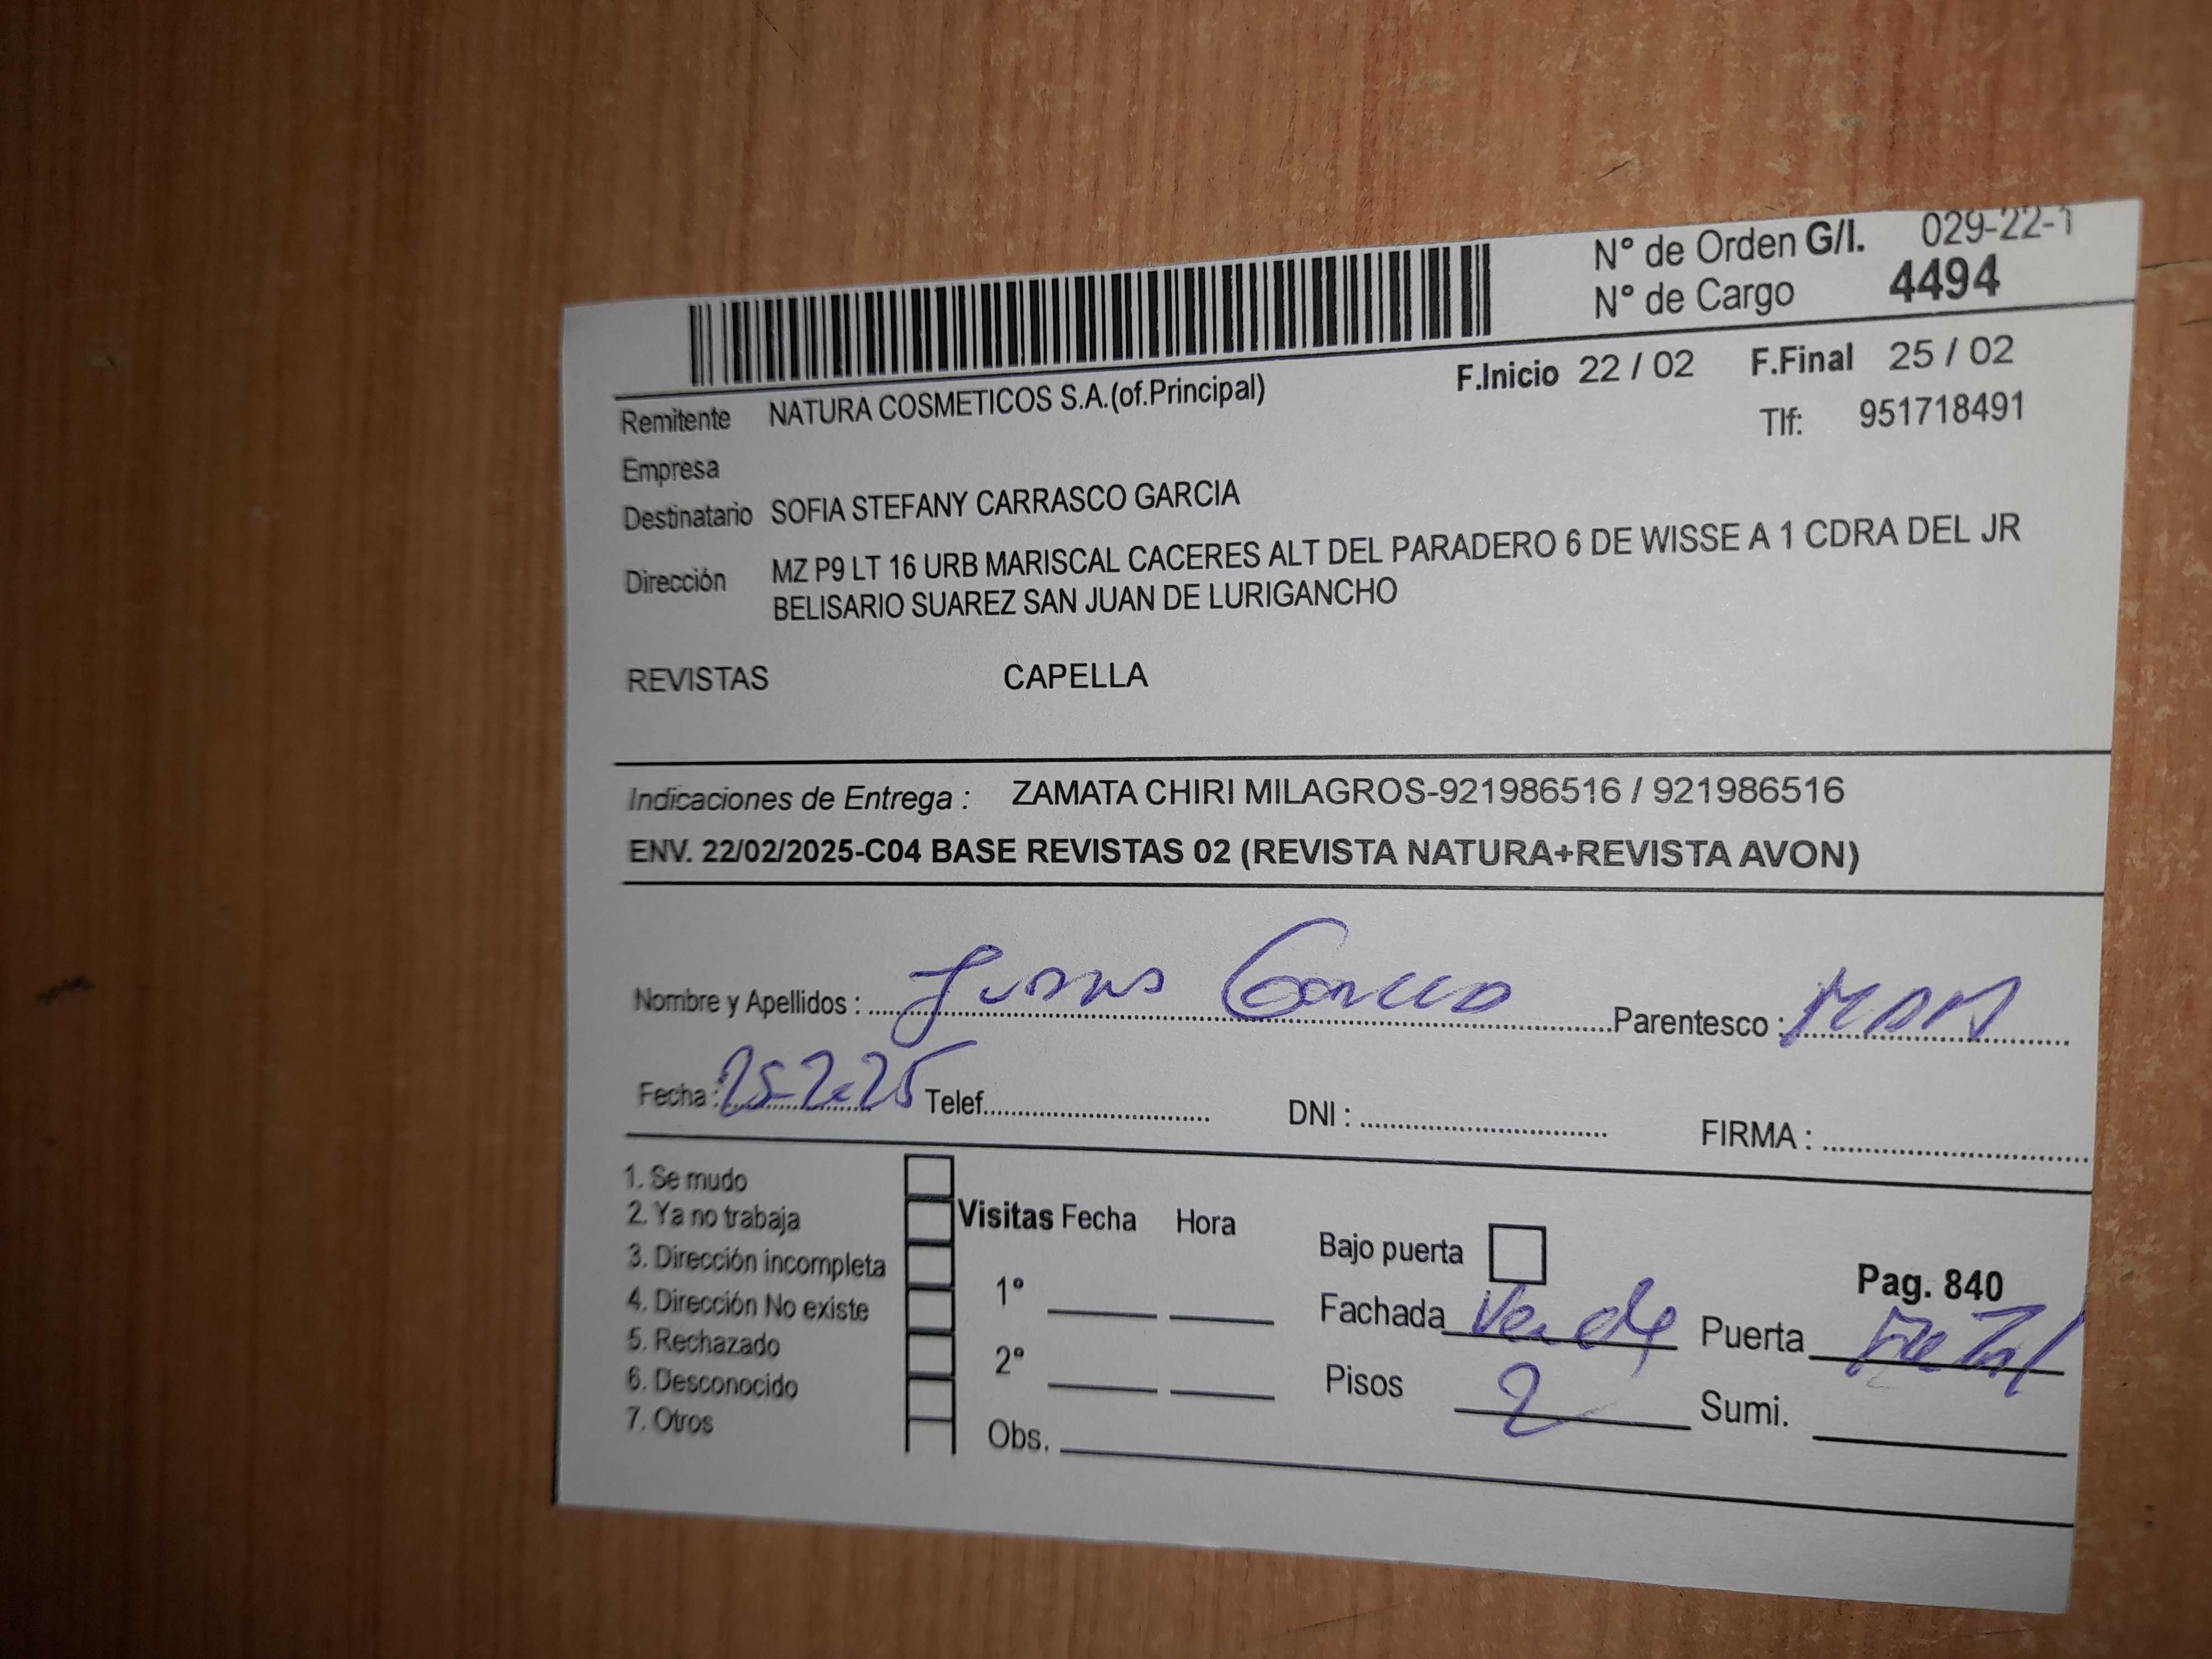 N° de Orden G/I. 029-22-1
N° de Cargo 4494
F.Inicio 22 / 02 F.Final 25 / 02
Remitente NATURA COSMETICOS S.A.(of.Principal)
Tlf: 951718491
Empresa
Destinatario SOFIA STEFANY CARRASCO GARCIA
Dirección MZ P9 LT 16 URB MARISCAL CACERES ALT DEL PARADERO 6 DE WISSE A 1 CDRA DEL JR
BELISARIO SUAREZ SAN JUAN DE LURIGANCHO
REVISTAS CAPELLA
Indicaciones de Entrega : ZAMATA CHIRI MILAGROS-921986516 / 921986516
ENV. 22/02/2025-C04 BASE REVISTAS 02 (REVISTA NATURA+REVISTA AVON)
Nombre y Apellidos : Juana Garcia Parentesco :
Fecha : 25-2-25 Telef. DNI : FIRMA :
1. Se mudo
2. Ya no trabaja
3. Dirección incompleta
4. Dirección No existe
5. Rechazado
6. Desconocido
7. Otros
Visitas Fecha Hora
1°
2°
Obs.
Bajo puerta
Pag. 840
Fachada Verde Puerta Metal
Pisos 2 Sumi.